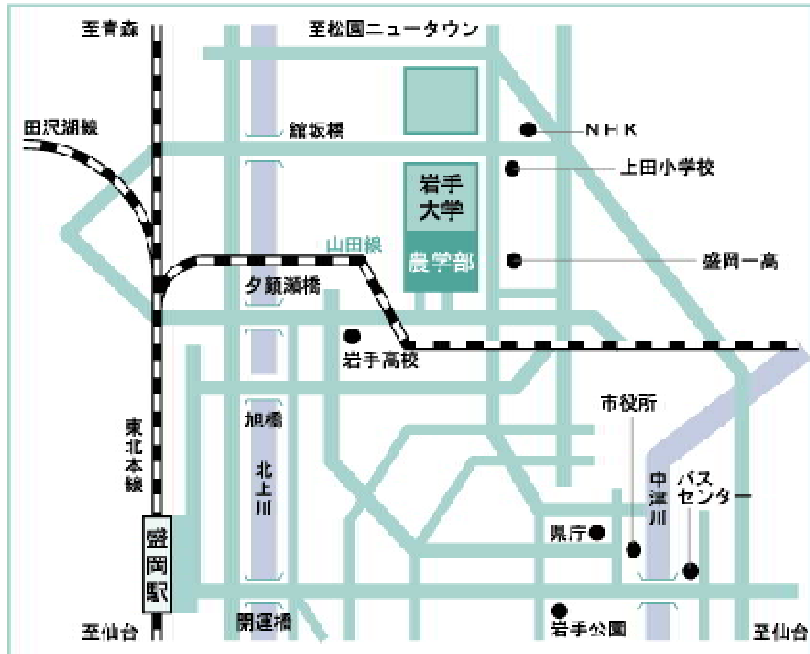 至青森
至松園ニュータウン
田沢湖線
館坂橋
NHK
上田小学校
岩手
大学
山田線
農学部
盛岡一高
夕顔瀬橋
岩手高校
市役所
旭橋
東北本線
北上川
中津川
バス
センター
盛岡駅
県庁
至仙台
開運橋
岩手公園
至仙台